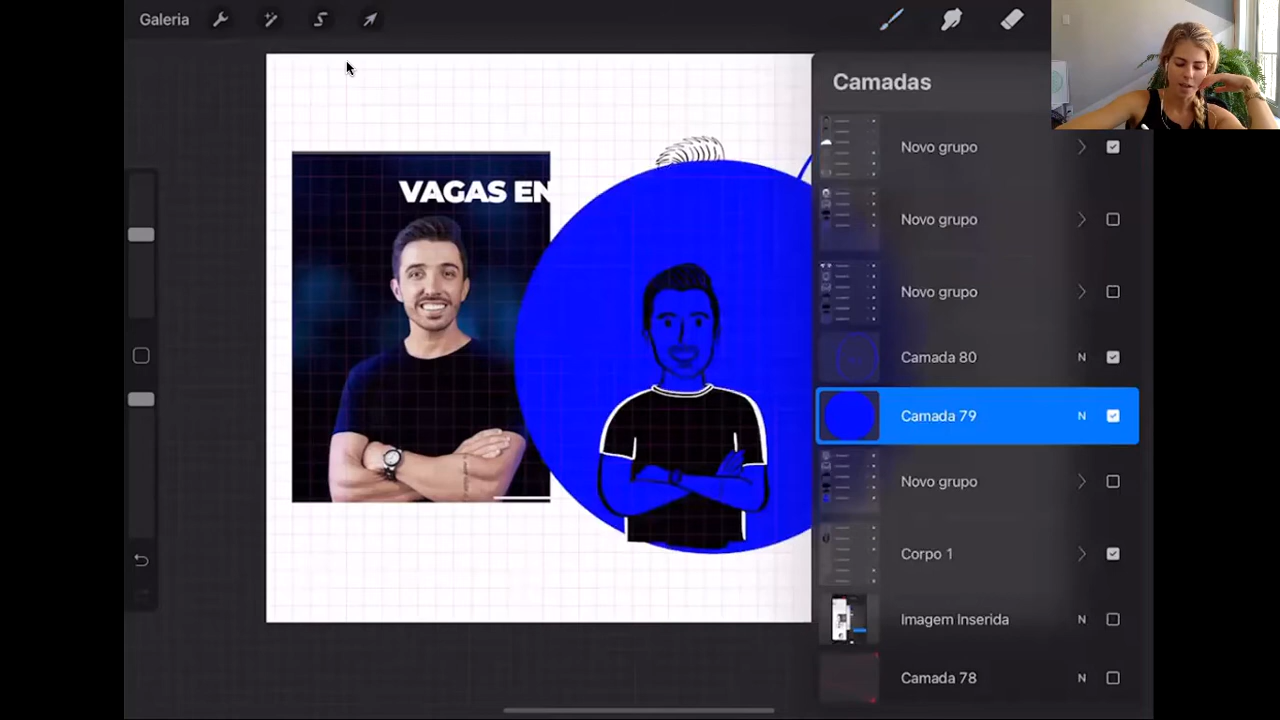 Galeria
Camadas
VAGAS EN
Novo grupo
Novo grupo
Novo grupo
Camada 80
N
Camada 79
N
Novo grupo
Corpo 1
Imagem Inserida
N
Camada 78
N